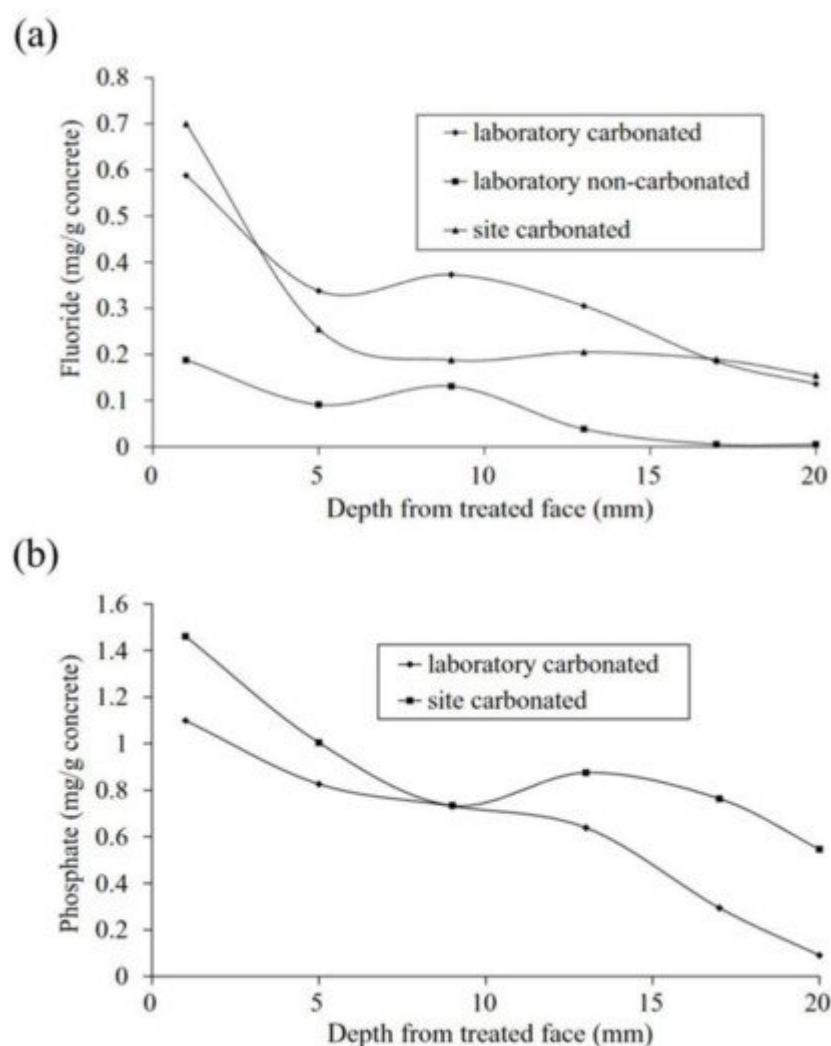 (a)
0.8
0.7
0.6
0.5
0.4
0.3
0.2
0.1
0
Fluoride (mg/g concrete)
laboratory carbonated
laboratory non-carbonated
site carbonated
0 5 10 15 20
Depth from treated face (mm)
(b)
1.6
1.4
1.2
1
0.8
0.6
0.4
0.2
0
Phosphate (mg/g concrete)
laboratory carbonated
site carbonated
0 5 10 15 20
Depth from treated face (mm)